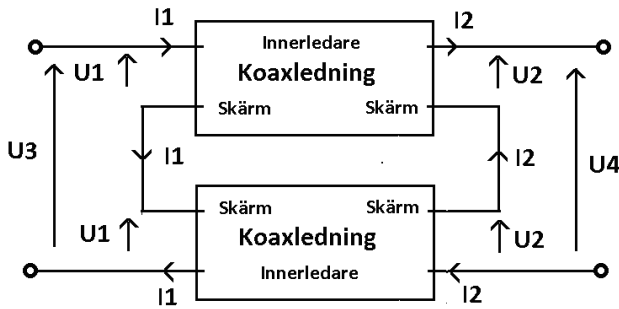 I1 I2
Innerledare
U1 Koaxledning U2
Skärm Skärm
U3 I1 I2 U4
Skärm Skärm
U1 Koaxledning U2
Innerledare
I1 I2